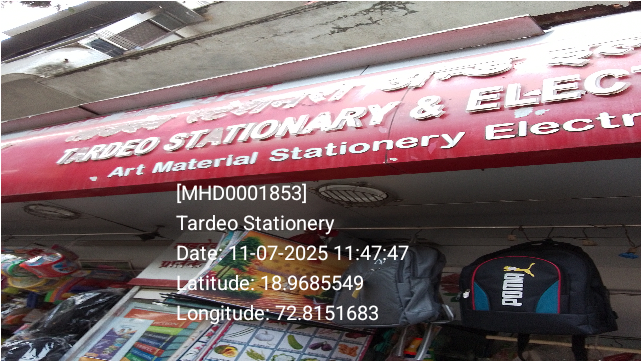 TARDEO STATIONARY & ELEC
Art Material Stationery Electr
[MHD0001853]
Tardeo Stationery
Date: 11-07-2025 11:47:47
Latitude: 18.9685549
Longitude: 72.8151683
PUMA